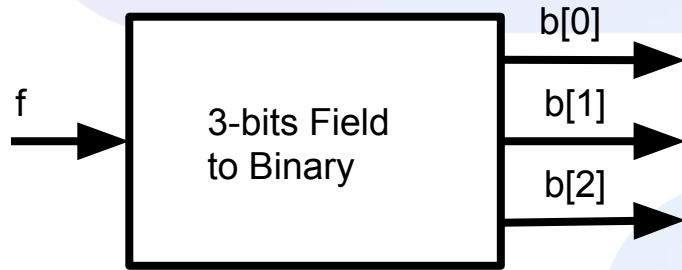 b[0]
f
3-bits Field
to Binary
b[1]
b[2]